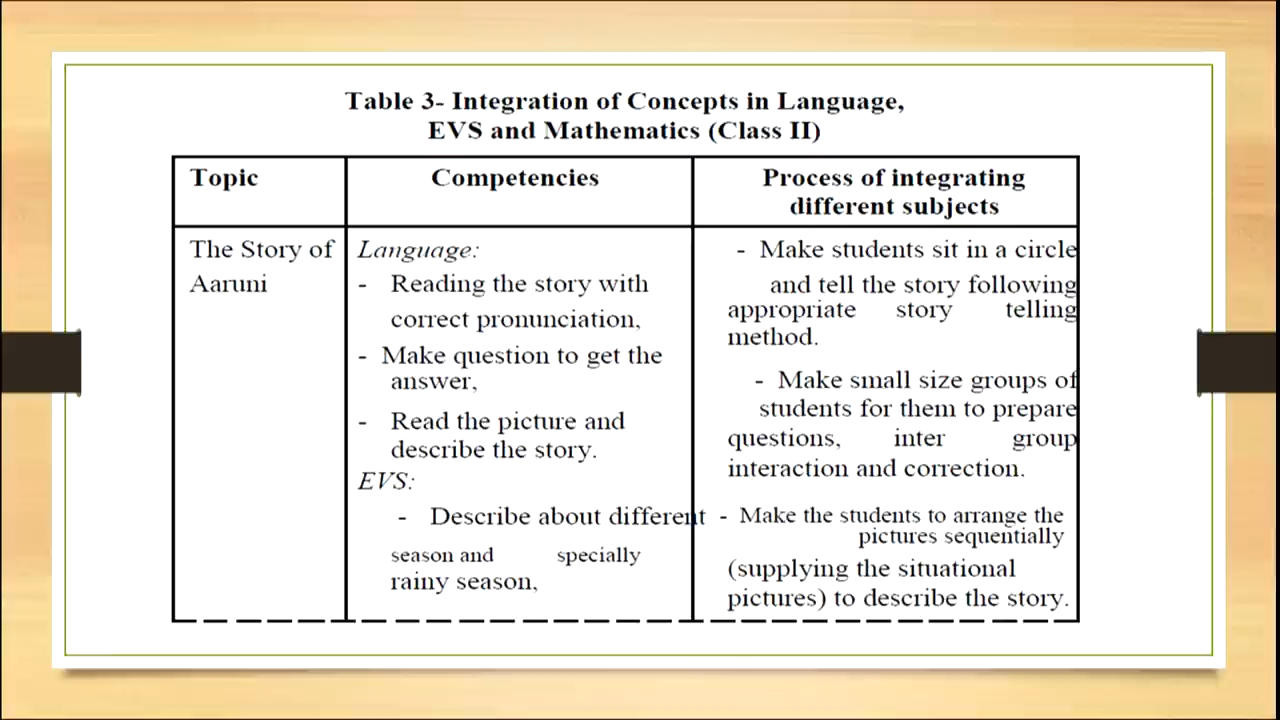 Table 3- Integration of Concepts in Language,
EVS and Mathematics (Class II)
Topic
Competencies
Process of integrating
different subjects
The Story of
Aaruni
Language:
- Reading the story with
correct pronunciation,
- Make question to get the
answer,
- Read the picture and
describe the story.
EVS:
- Describe about different
season and specially
rainy season,
- Make students sit in a circle
and tell the story following
appropriate story telling
method.
- Make small size groups of
students for them to prepare
questions, inter group
interaction and correction.
- Make the students to arrange the
pictures sequentially
(supplying the situational
pictures) to describe the story.